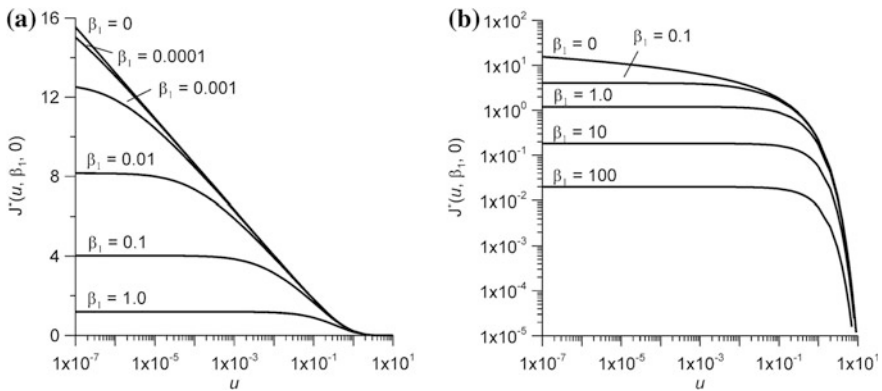 (a)
16
12
8
4
0
J*(u, β₁, 0)
β₁ = 0
β₁ = 0.0001
β₁ = 0.001
β₁ = 0.01
β₁ = 0.1
β₁ = 1.0
1x10⁻⁷ 1x10⁻⁵ 1x10⁻³ 1x10⁻¹ 1x10¹
u
(b)
1x10²
1x10¹
1x10⁰
1x10⁻¹
1x10⁻²
1x10⁻³
1x10⁻⁴
1x10⁻⁵
J*(u, β₁, 0)
β₁ = 0
β₁ = 0.1
β₁ = 1.0
β₁ = 10
β₁ = 100
1x10⁻⁷ 1x10⁻⁵ 1x10⁻³ 1x10⁻¹ 1x10¹
u